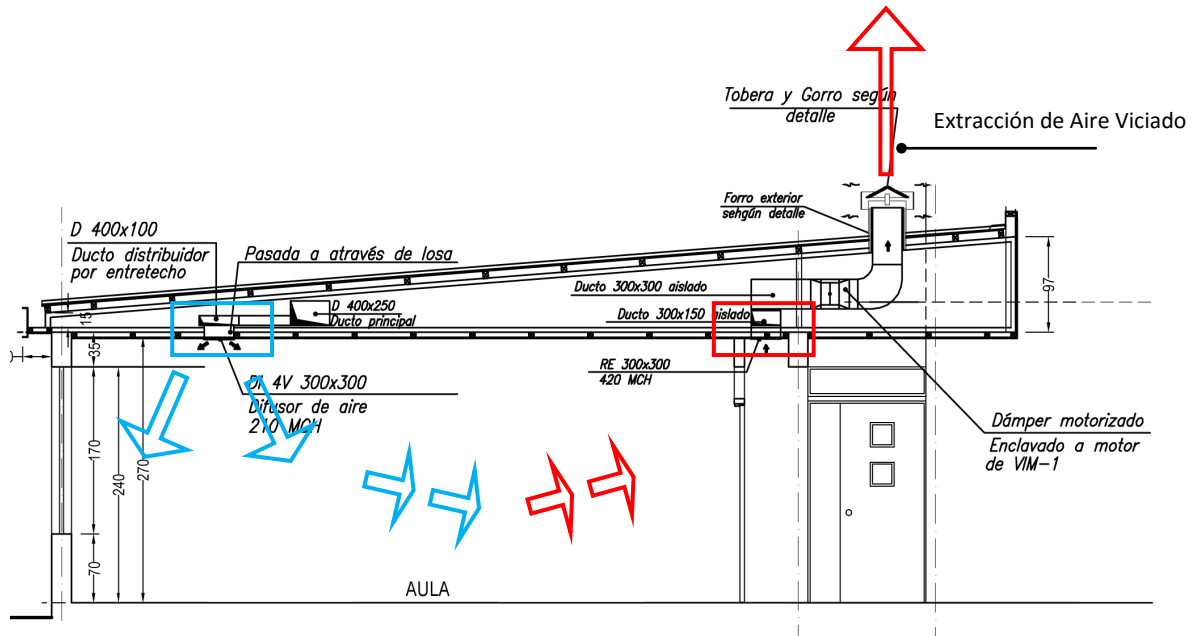 Tobera y Gorro según
detalle
Extracción de Aire Viciado
Forro exterior
sehgún detalle
D 400x100
Ducto distribuidor
por entretecho
Pasada a através de losa
Ducto 300x300 aislado
D 400x250
Ducto principal
Ducto 300x150 aislado
97
15
35
RE 300x300
420 MCH
DI 4V 300x300
Difusor de aire
210 MCH
Dámper motorizado
Enclavado a motor
de VIM-1
170
240
270
70
AULA